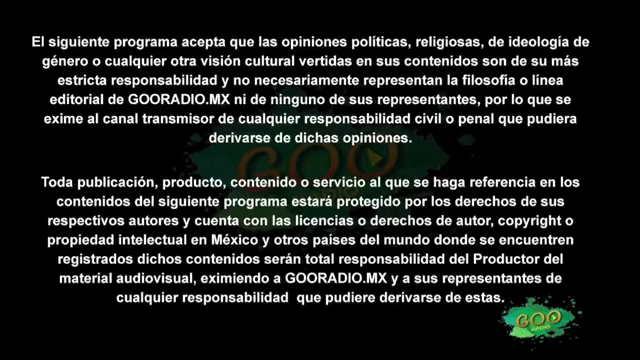 El siguiente programa acepta que las opiniones políticas, religiosas, de ideología de
género o cualquier otra visión cultural vertidas en sus contenidos son de su más
estricta responsabilidad y no necesariamente representan la filosofía o línea
editorial de GOORADIO.MX ni de ninguno de sus representantes, por lo que se
exime al canal transmisor de cualquier responsabilidad civil o penal que pudiera
derivarse de dichas opiniones.
Toda publicación, producto, contenido o servicio al que se haga referencia en los
contenidos del siguiente programa estará protegido por los derechos de sus
respectivos autores y cuenta con las licencias o derechos de autor, copyright o
propiedad intelectual en México y otros países del mundo donde se encuentren
registrados dichos contenidos serán total responsabilidad del Productor del
material audiovisual, eximiendo a GOORADIO.MX y a sus representantes de
cualquier responsabilidad que pudiere derivarse de estas.
GOO
RADIO
GOO
RADIO